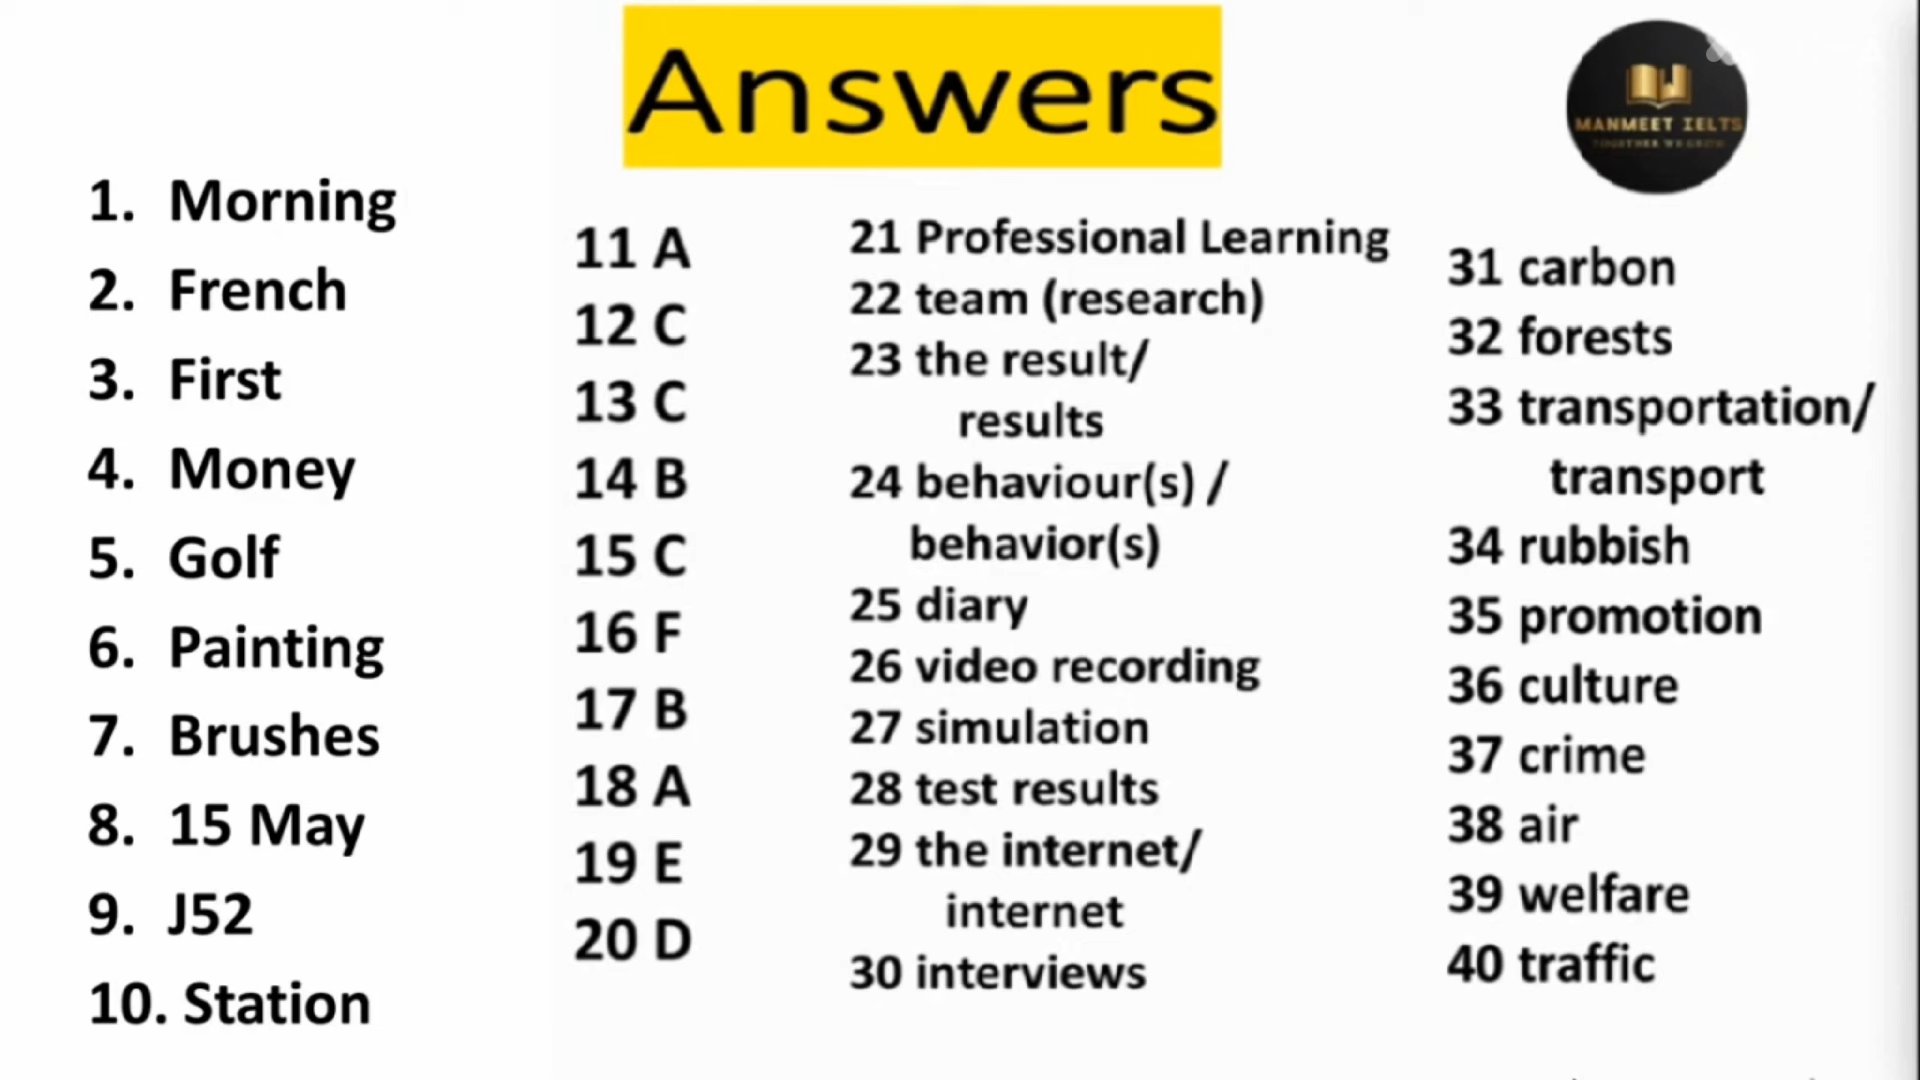 Answers
MANMEET IELTS
TOGETHER WE GROW
1. Morning
2. French
3. First
4. Money
5. Golf
6. Painting
7. Brushes
8. 15 May
9. J52
10. Station
11 A
12 C
13 C
14 B
15 C
16 F
17 B
18 A
19 E
20 D
21 Professional Learning
22 team (research)
23 the result/
results
24 behaviour(s) /
behavior(s)
25 diary
26 video recording
27 simulation
28 test results
29 the internet/
internet
30 interviews
31 carbon
32 forests
33 transportation/
transport
34 rubbish
35 promotion
36 culture
37 crime
38 air
39 welfare
40 traffic